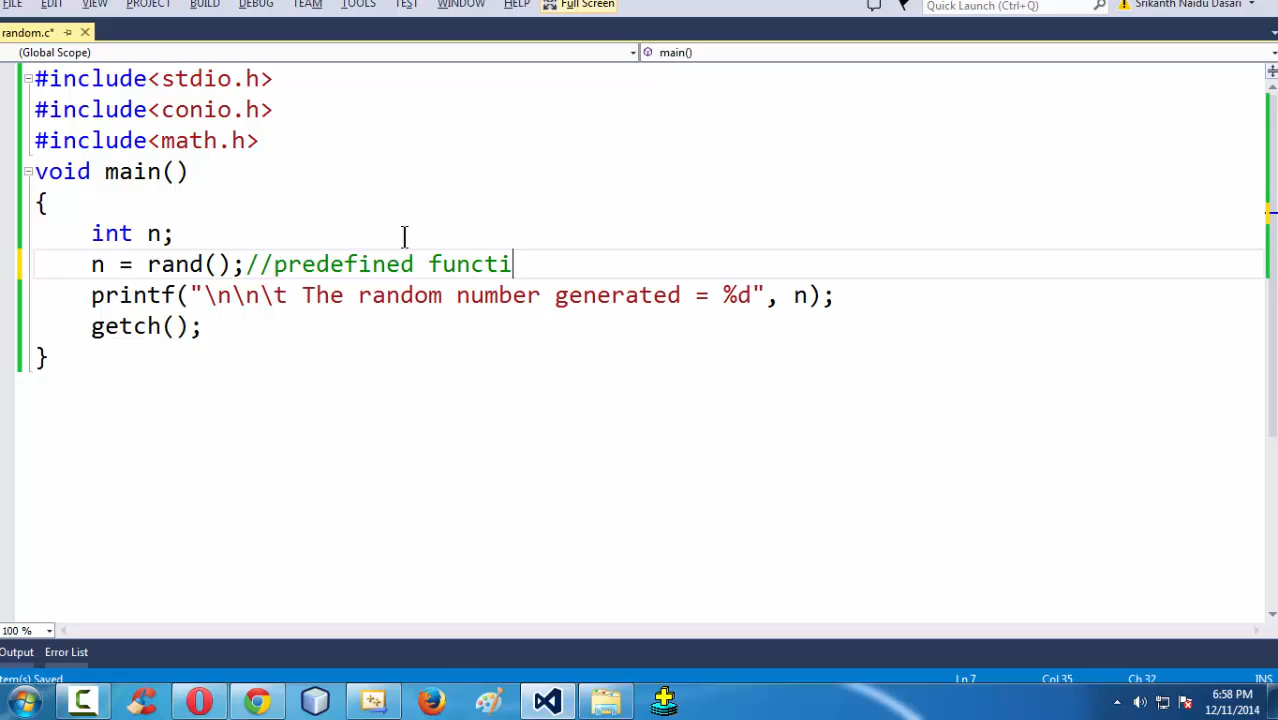 FILE EDIT VIEW PROJECT BUILD DEBUG TEAM TOOLS TEST WINDOW HELP Full Screen Quick Launch (Ctrl+Q) Srikanth Naidu Dasari
random.c*
(Global Scope) main()
#include<stdio.h>
#include<conio.h>
#include<math.h>
void main()
{
int n;
n = rand();//predefined functi
printf("\n\n\t The random number generated = %d", n);
getch();
}
100 %
Output Error List
tem(s) Saved Ln 7 Col 35 Ch 32 INS
6:58 PM
12/11/2014